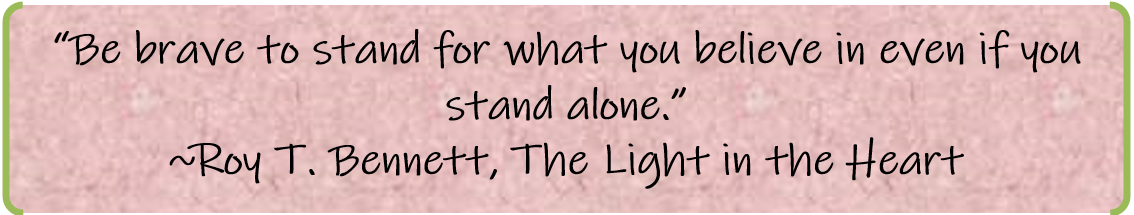 “Be brave to stand for what you believe in even if you
stand alone.”
~Roy T. Bennett, The Light in the Heart